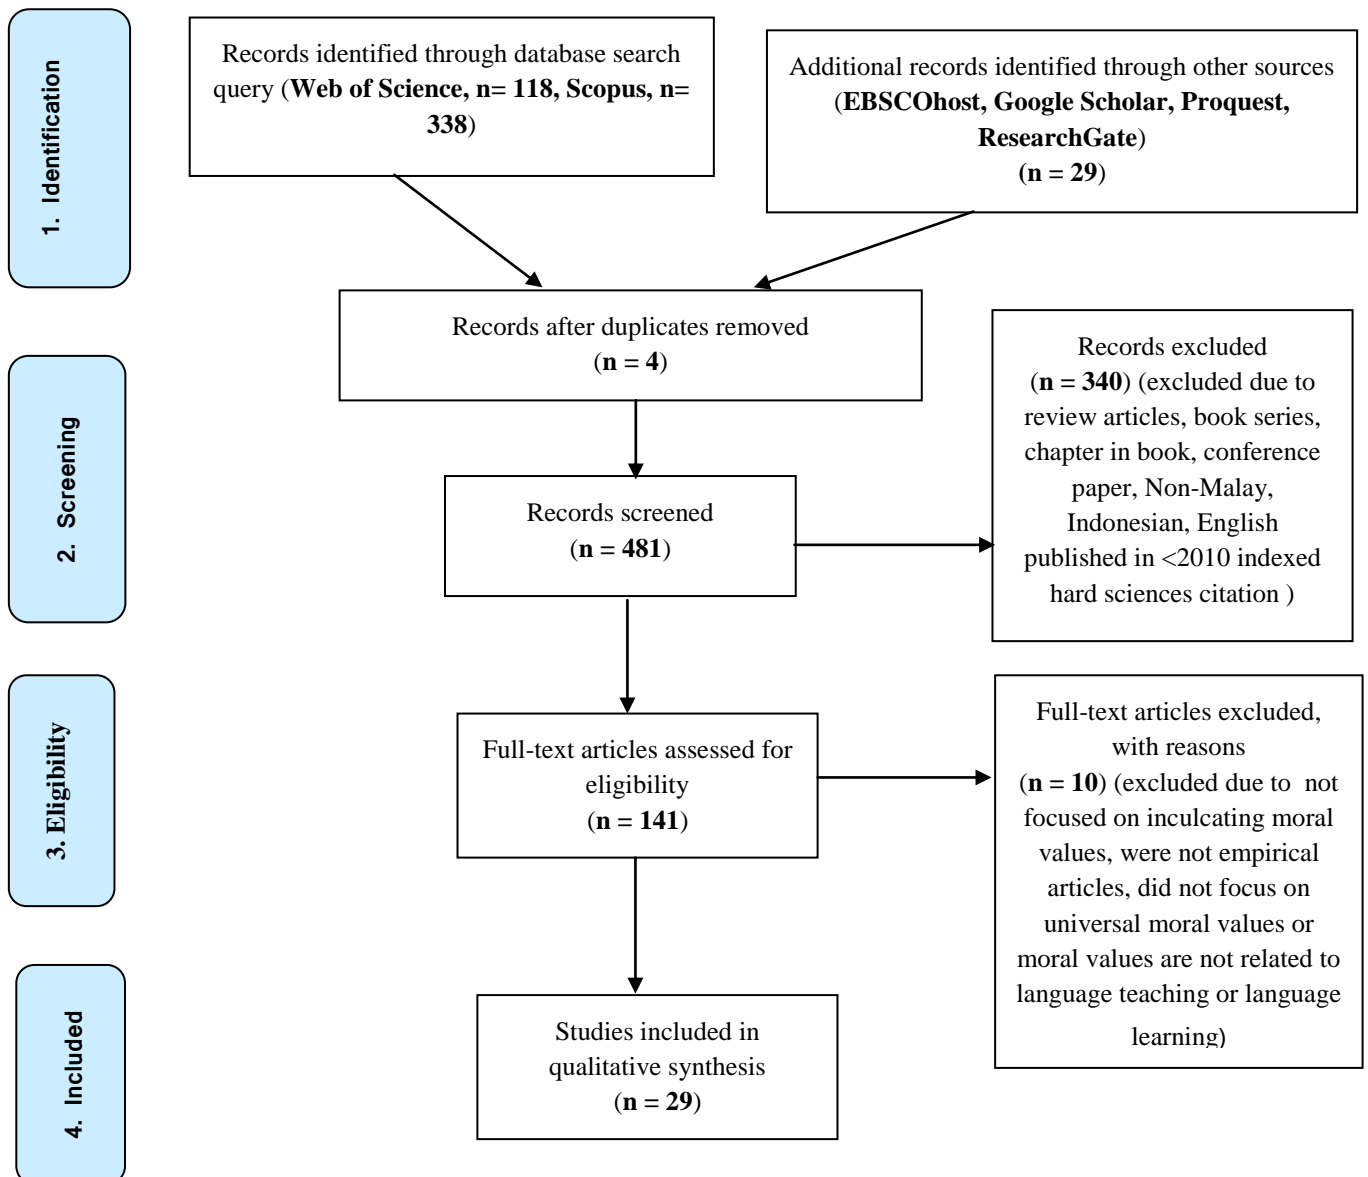 1. Identification
Records identified through database search
query (Web of Science, n= 118, Scopus, n=
338)
Additional records identified through other sources
(EBSCOhost, Google Scholar, Proquest,
ResearchGate)
(n = 29)
Records after duplicates removed
(n = 4)
2. Screening
Records screened
(n = 481)
Records excluded
(n = 340) (excluded due to
review articles, book series,
chapter in book, conference
paper, Non-Malay,
Indonesian, English
published in <2010 indexed
hard sciences citation )
3. Eligibility
Full-text articles assessed for
eligibility
(n = 141)
Full-text articles excluded,
with reasons
(n = 10) (excluded due to  not
focused on inculcating moral
values, were not empirical
articles, did not focus on
universal moral values or
moral values are not related to
language teaching or language
learning)
4. Included
Studies included in
qualitative synthesis
(n = 29)